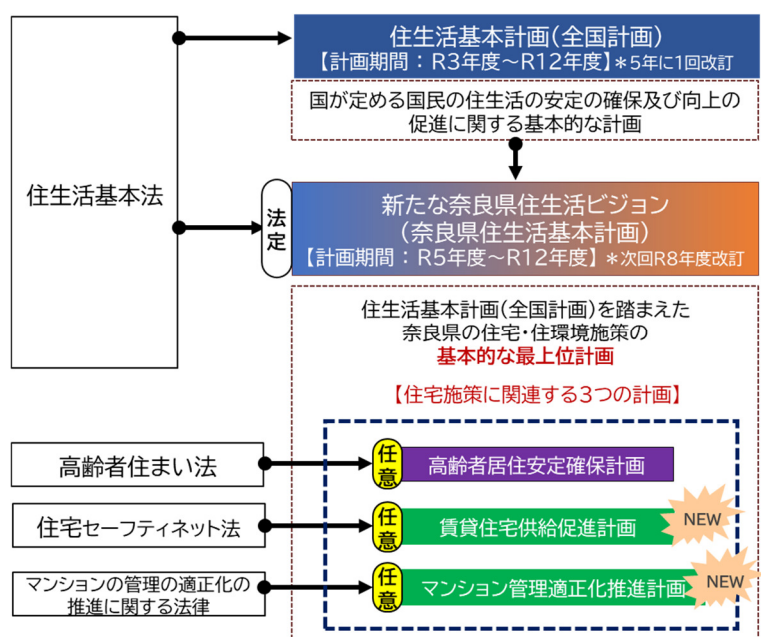 住生活基本法
住生活基本計画（全国計画）
【計画期間：R3年度～R12年度】＊5年に1回改訂
国が定める国民の住生活の安定の確保及び向上の
促進に関する基本的な計画
法定
新たな奈良県住生活ビジョン
（奈良県住生活基本計画）
【計画期間：R5年度～R12年度】＊次回R8年度改訂
住生活基本計画（全国計画）を踏まえた
奈良県の住宅・住環境施策の
基本的な最上位計画
【住宅施策に関連する3つの計画】
高齢者住まい法
任意
高齢者居住安定確保計画
住宅セーフティネット法
任意
賃貸住宅供給促進計画
NEW
マンションの管理の適正化の
推進に関する法律
任意
マンション管理適正化推進計画
NEW